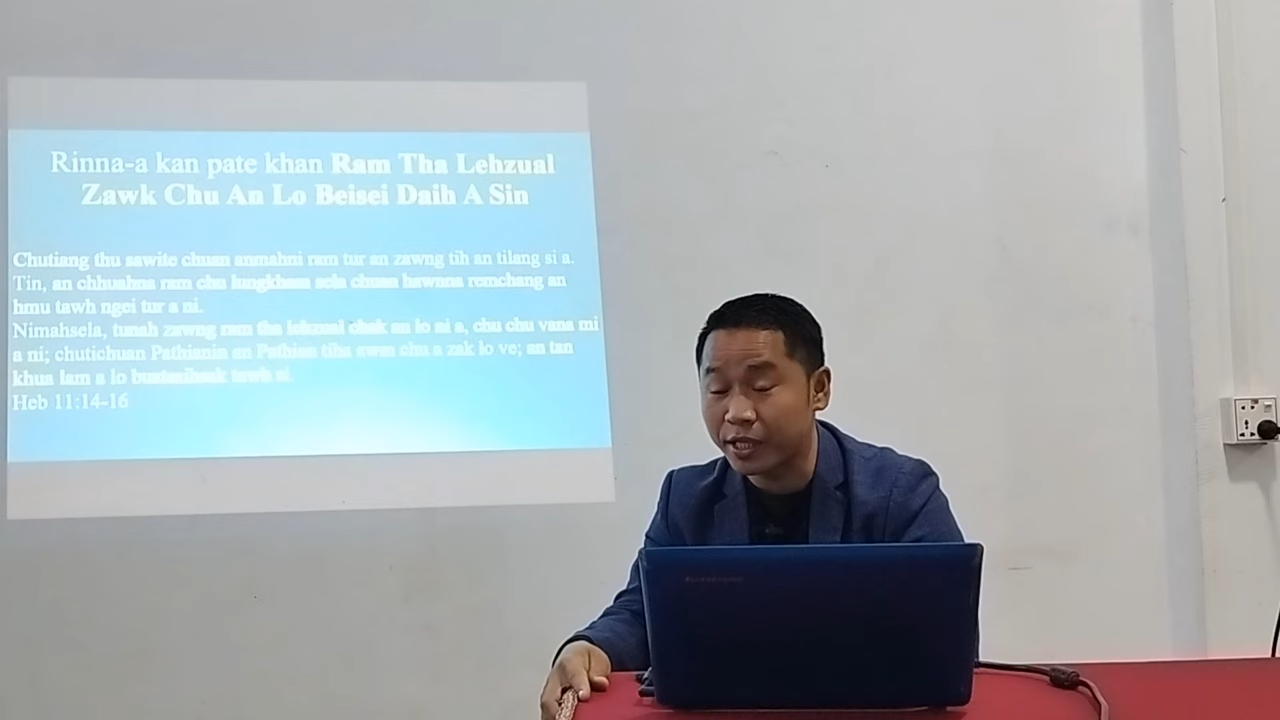 Rinna-a kan pate khan Ram Tha Lehzual
Zawk Chu An Lo Beisei Daih A Sin
Chutiang thu sawite chuan anmahni ram tur an zawng tih an tilang si a.
Tin, an chhuahna ram chu lungkham sela chuan hawnna remchang an
hmu tawh ngei tur a ni.
Nimahsela, tunah zawng ram tha lehzual chak an lo ni a, chu chu vana mi
a ni; chutichuan Pathianin an Pathian tiha awm chu a zak lo ve; an tan
khua lam a lo buatsaihsak tawh si.
Heb 11:14-16